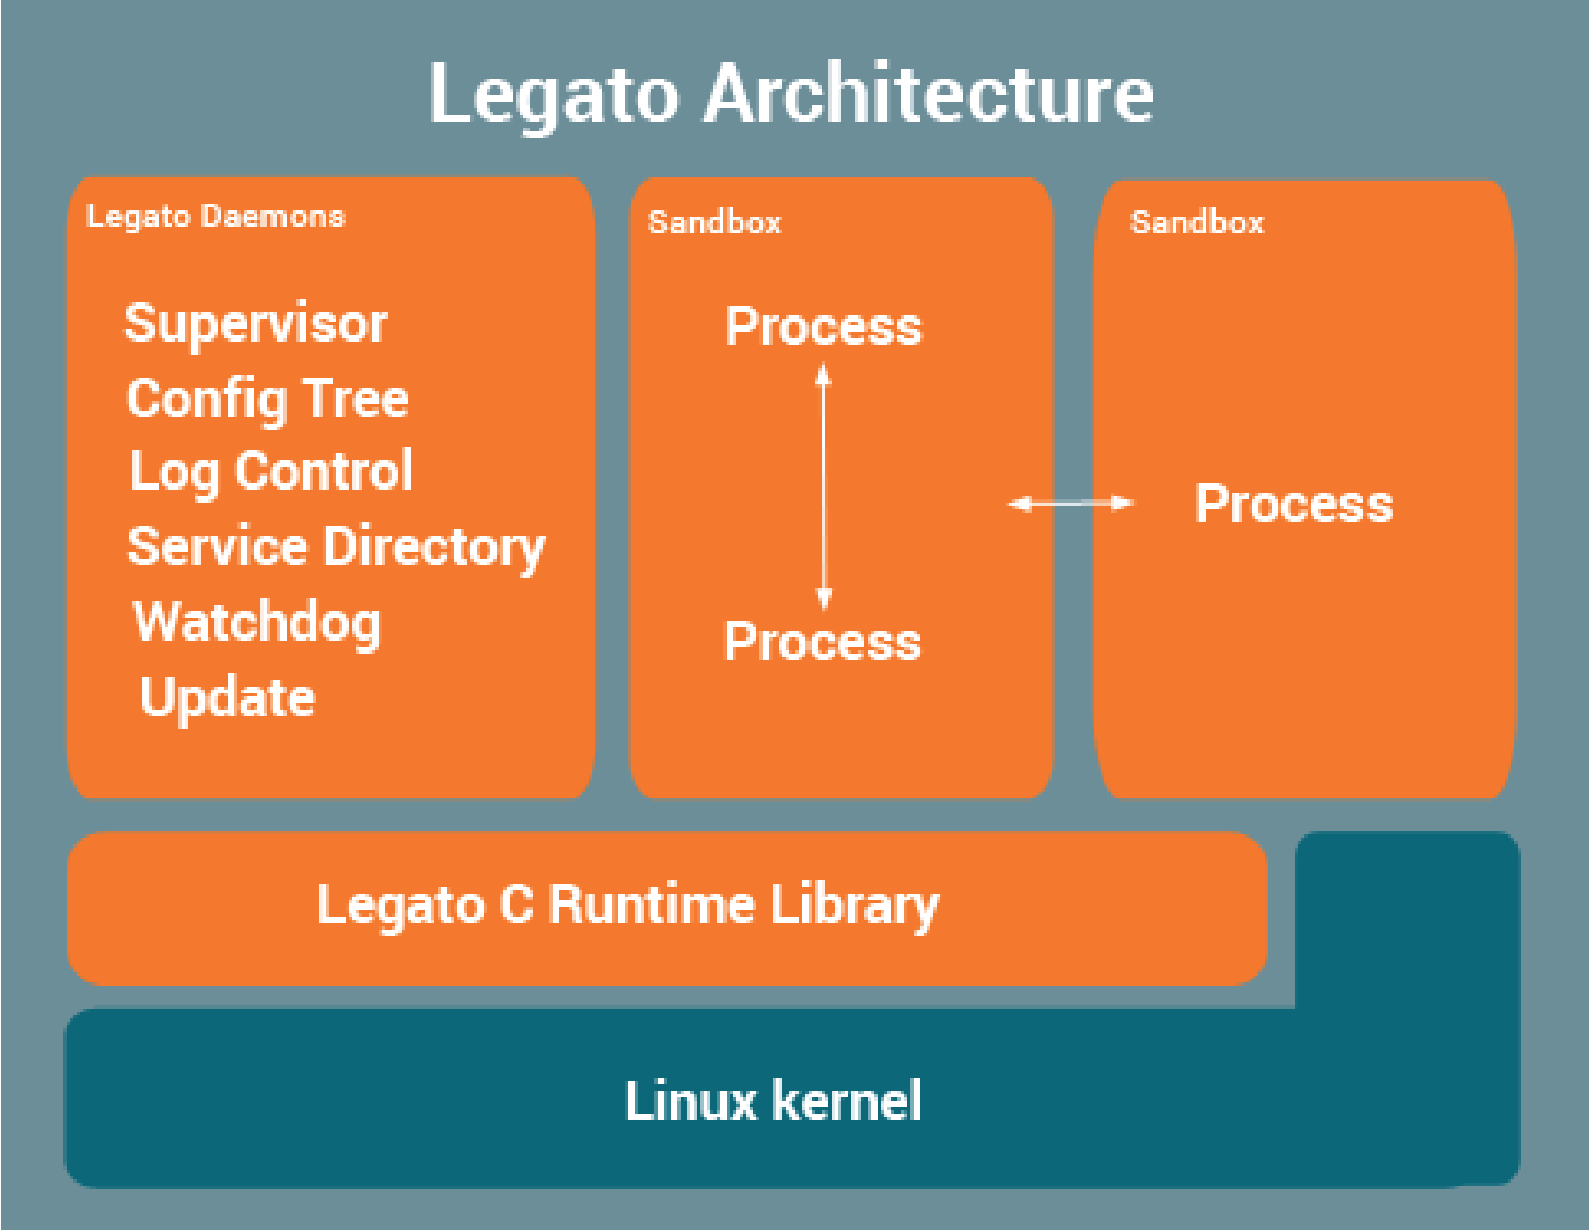 Legato Architecture
Legato Daemons
Supervisor
Config Tree
Log Control
Service Directory
Watchdog
Update
Sandbox
Process
Process
Sandbox
Process
Legato C Runtime Library
Linux kernel